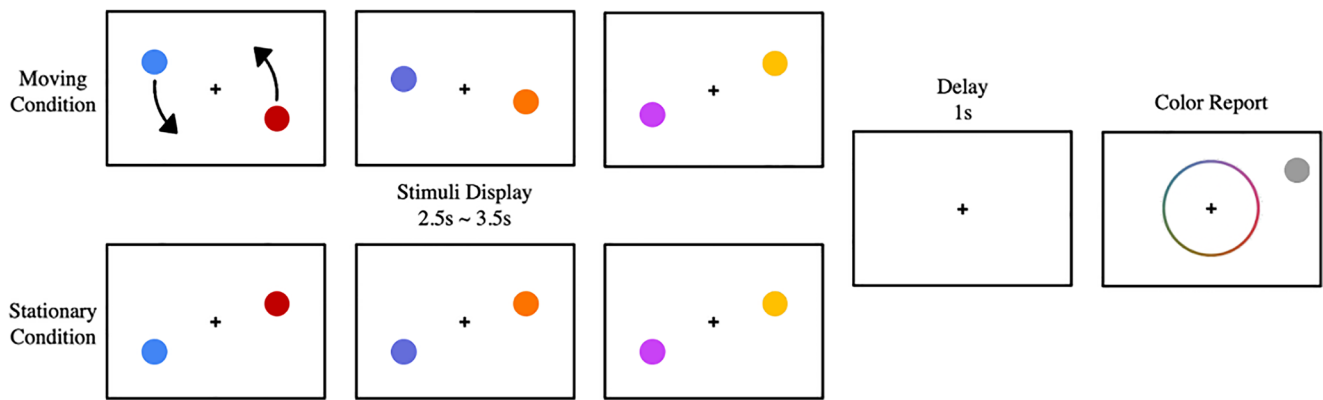 Moving
Condition
Stimuli Display
2.5s ~ 3.5s
Stationary
Condition
Delay
1s
Color Report